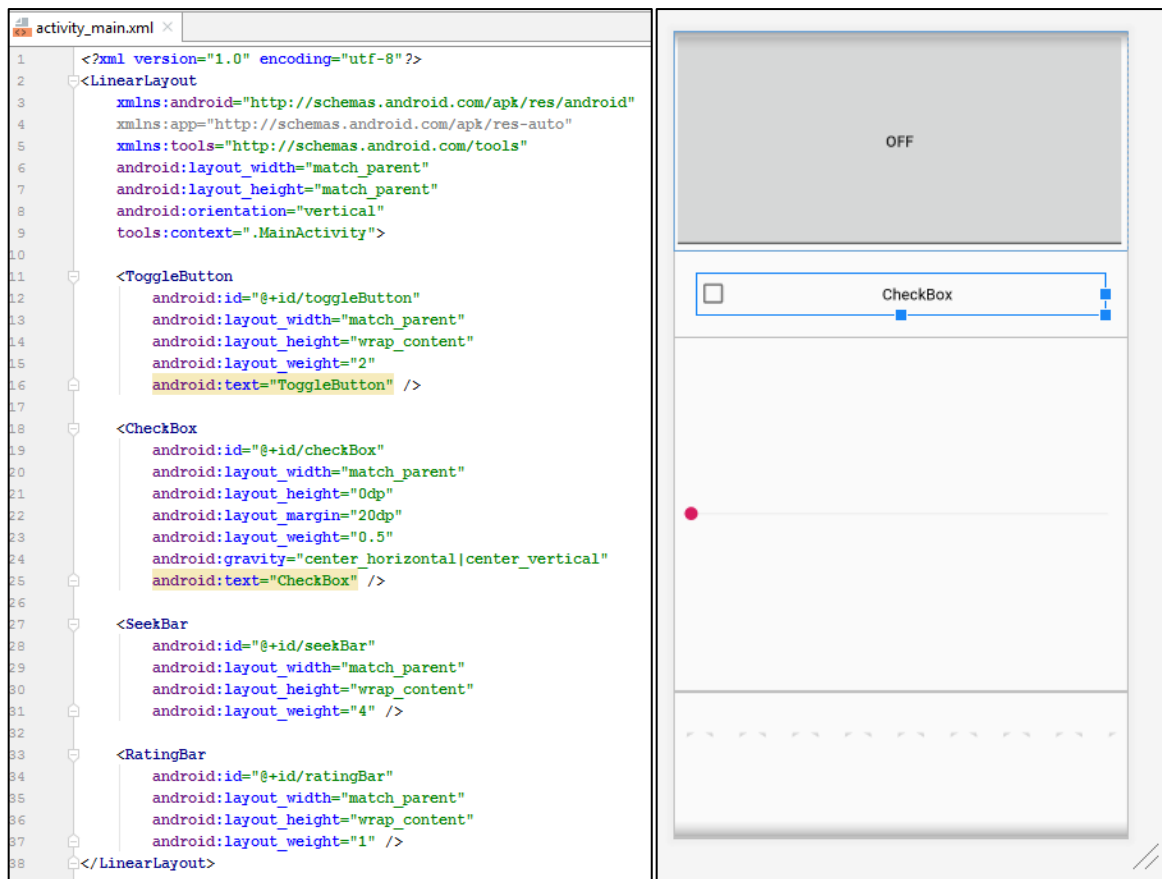 activity_main.xml
1 <?xml version="1.0" encoding="utf-8"?>
2 <LinearLayout
3 xmlns:android="http://schemas.android.com/apk/res/android"
4 xmlns:app="http://schemas.android.com/apk/res-auto"
5 xmlns:tools="http://schemas.android.com/tools"
6 android:layout_width="match_parent"
7 android:layout_height="match_parent"
8 android:orientation="vertical"
9 tools:context=".MainActivity">
10
11 <ToggleButton
12 android:id="@+id/toggleButton"
13 android:layout_width="match_parent"
14 android:layout_height="wrap_content"
15 android:layout_weight="2"
16 android:text="ToggleButton" />
17
18 <CheckBox
19 android:id="@+id/checkBox"
20 android:layout_width="match_parent"
21 android:layout_height="0dp"
22 android:layout_margin="20dp"
23 android:layout_weight="0.5"
24 android:gravity="center_horizontal|center_vertical"
25 android:text="CheckBox" />
26
27 <SeekBar
28 android:id="@+id/seekBar"
29 android:layout_width="match_parent"
30 android:layout_height="wrap_content"
31 android:layout_weight="4" />
32
33 <RatingBar
34 android:id="@+id/ratingBar"
35 android:layout_width="match_parent"
36 android:layout_height="wrap_content"
37 android:layout_weight="1" />
38 </LinearLayout>
OFF
CheckBox